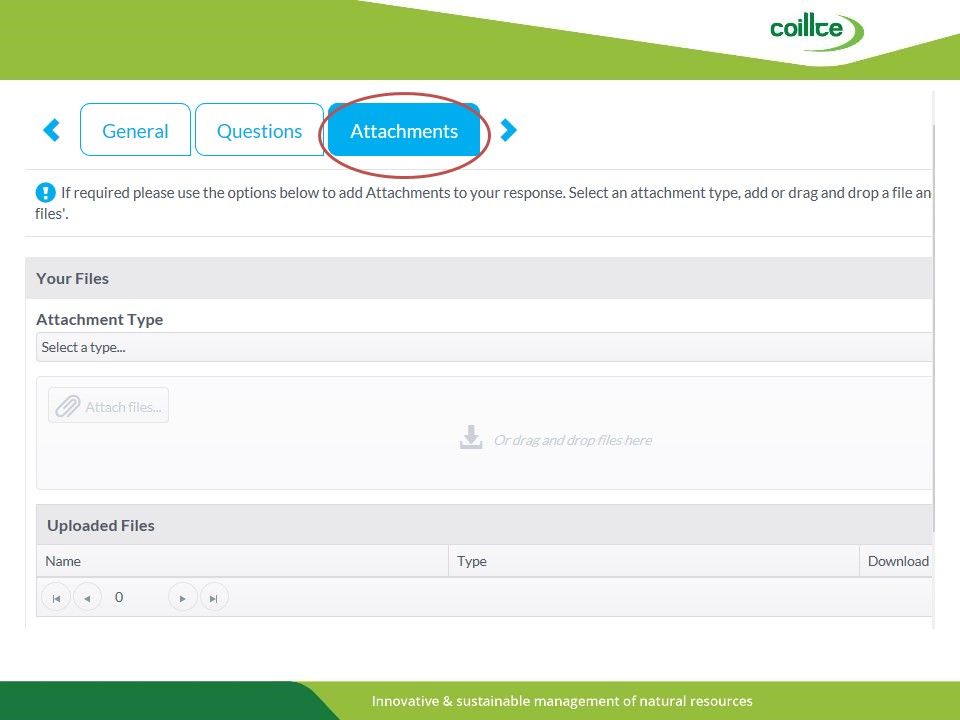 coillte
General Questions Attachments
If required please use the options below to add Attachments to your response. Select an attachment type, add or drag and drop a file an
files'.
Your Files
Attachment Type
Select a type...
Attach files...
Or drag and drop files here
Uploaded Files
Name Type Download
0
Innovative & sustainable management of natural resources